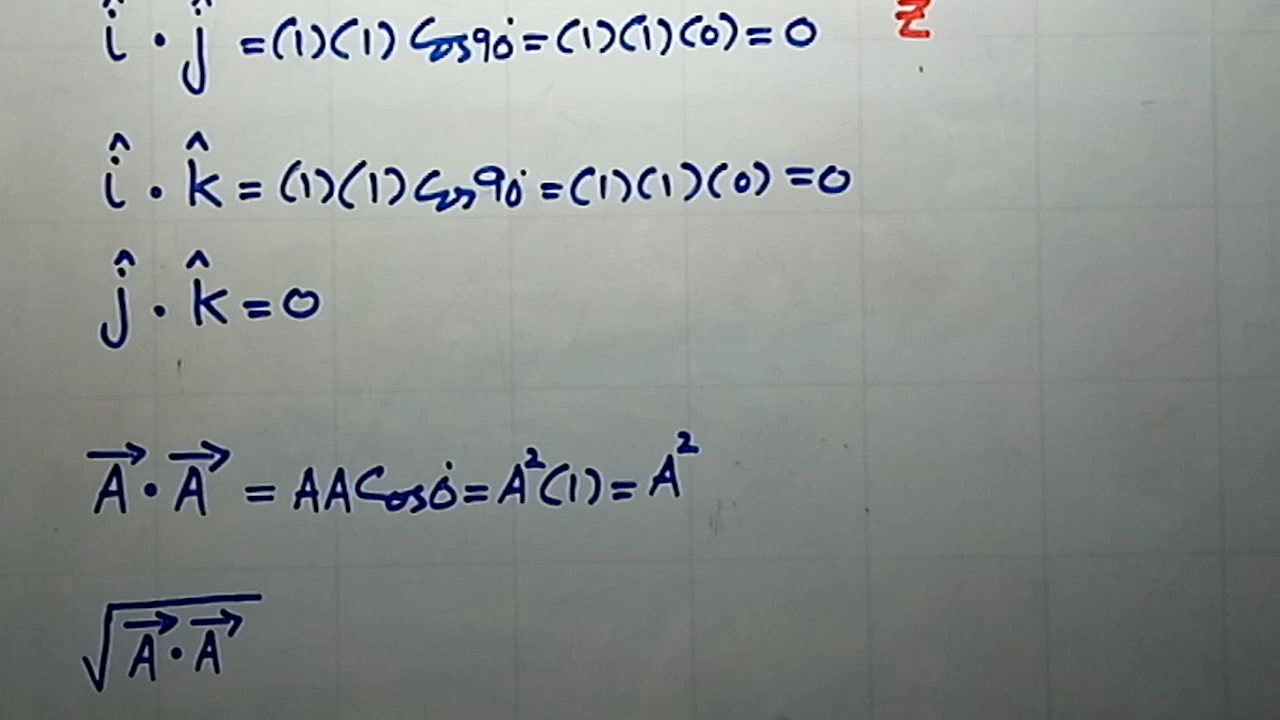 î · ĵ = (1)(1) Cos90° = (1)(1)(0) = 0 z
î · k̂ = (1)(1) Cos90° = (1)(1)(0) = 0
ĵ · k̂ = 0
A⃗ · A⃗ = AA Cos0° = A²(1) = A²
√(A⃗ · A⃗)